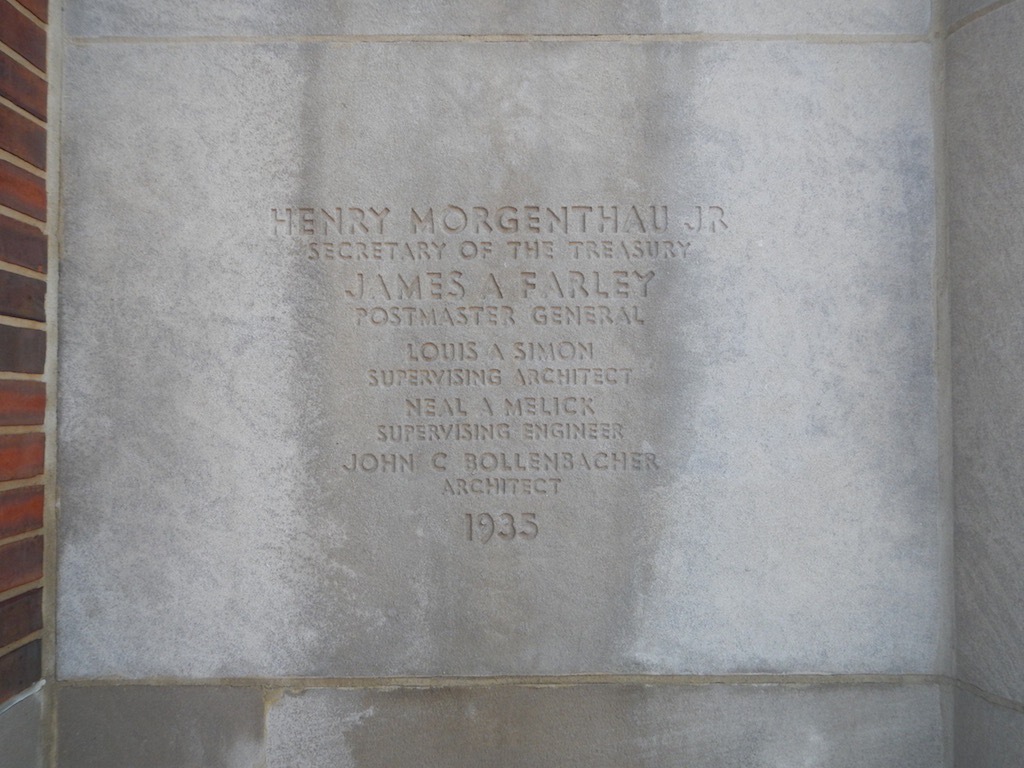 HENRY MORGENTHAU JR
SECRETARY OF THE TREASURY
JAMES A FARLEY
POSTMASTER GENERAL
LOUIS A SIMON
SUPERVISING ARCHITECT
NEAL A MELICK
SUPERVISING ENGINEER
JOHN C BOLLENBACHER
ARCHITECT
1935